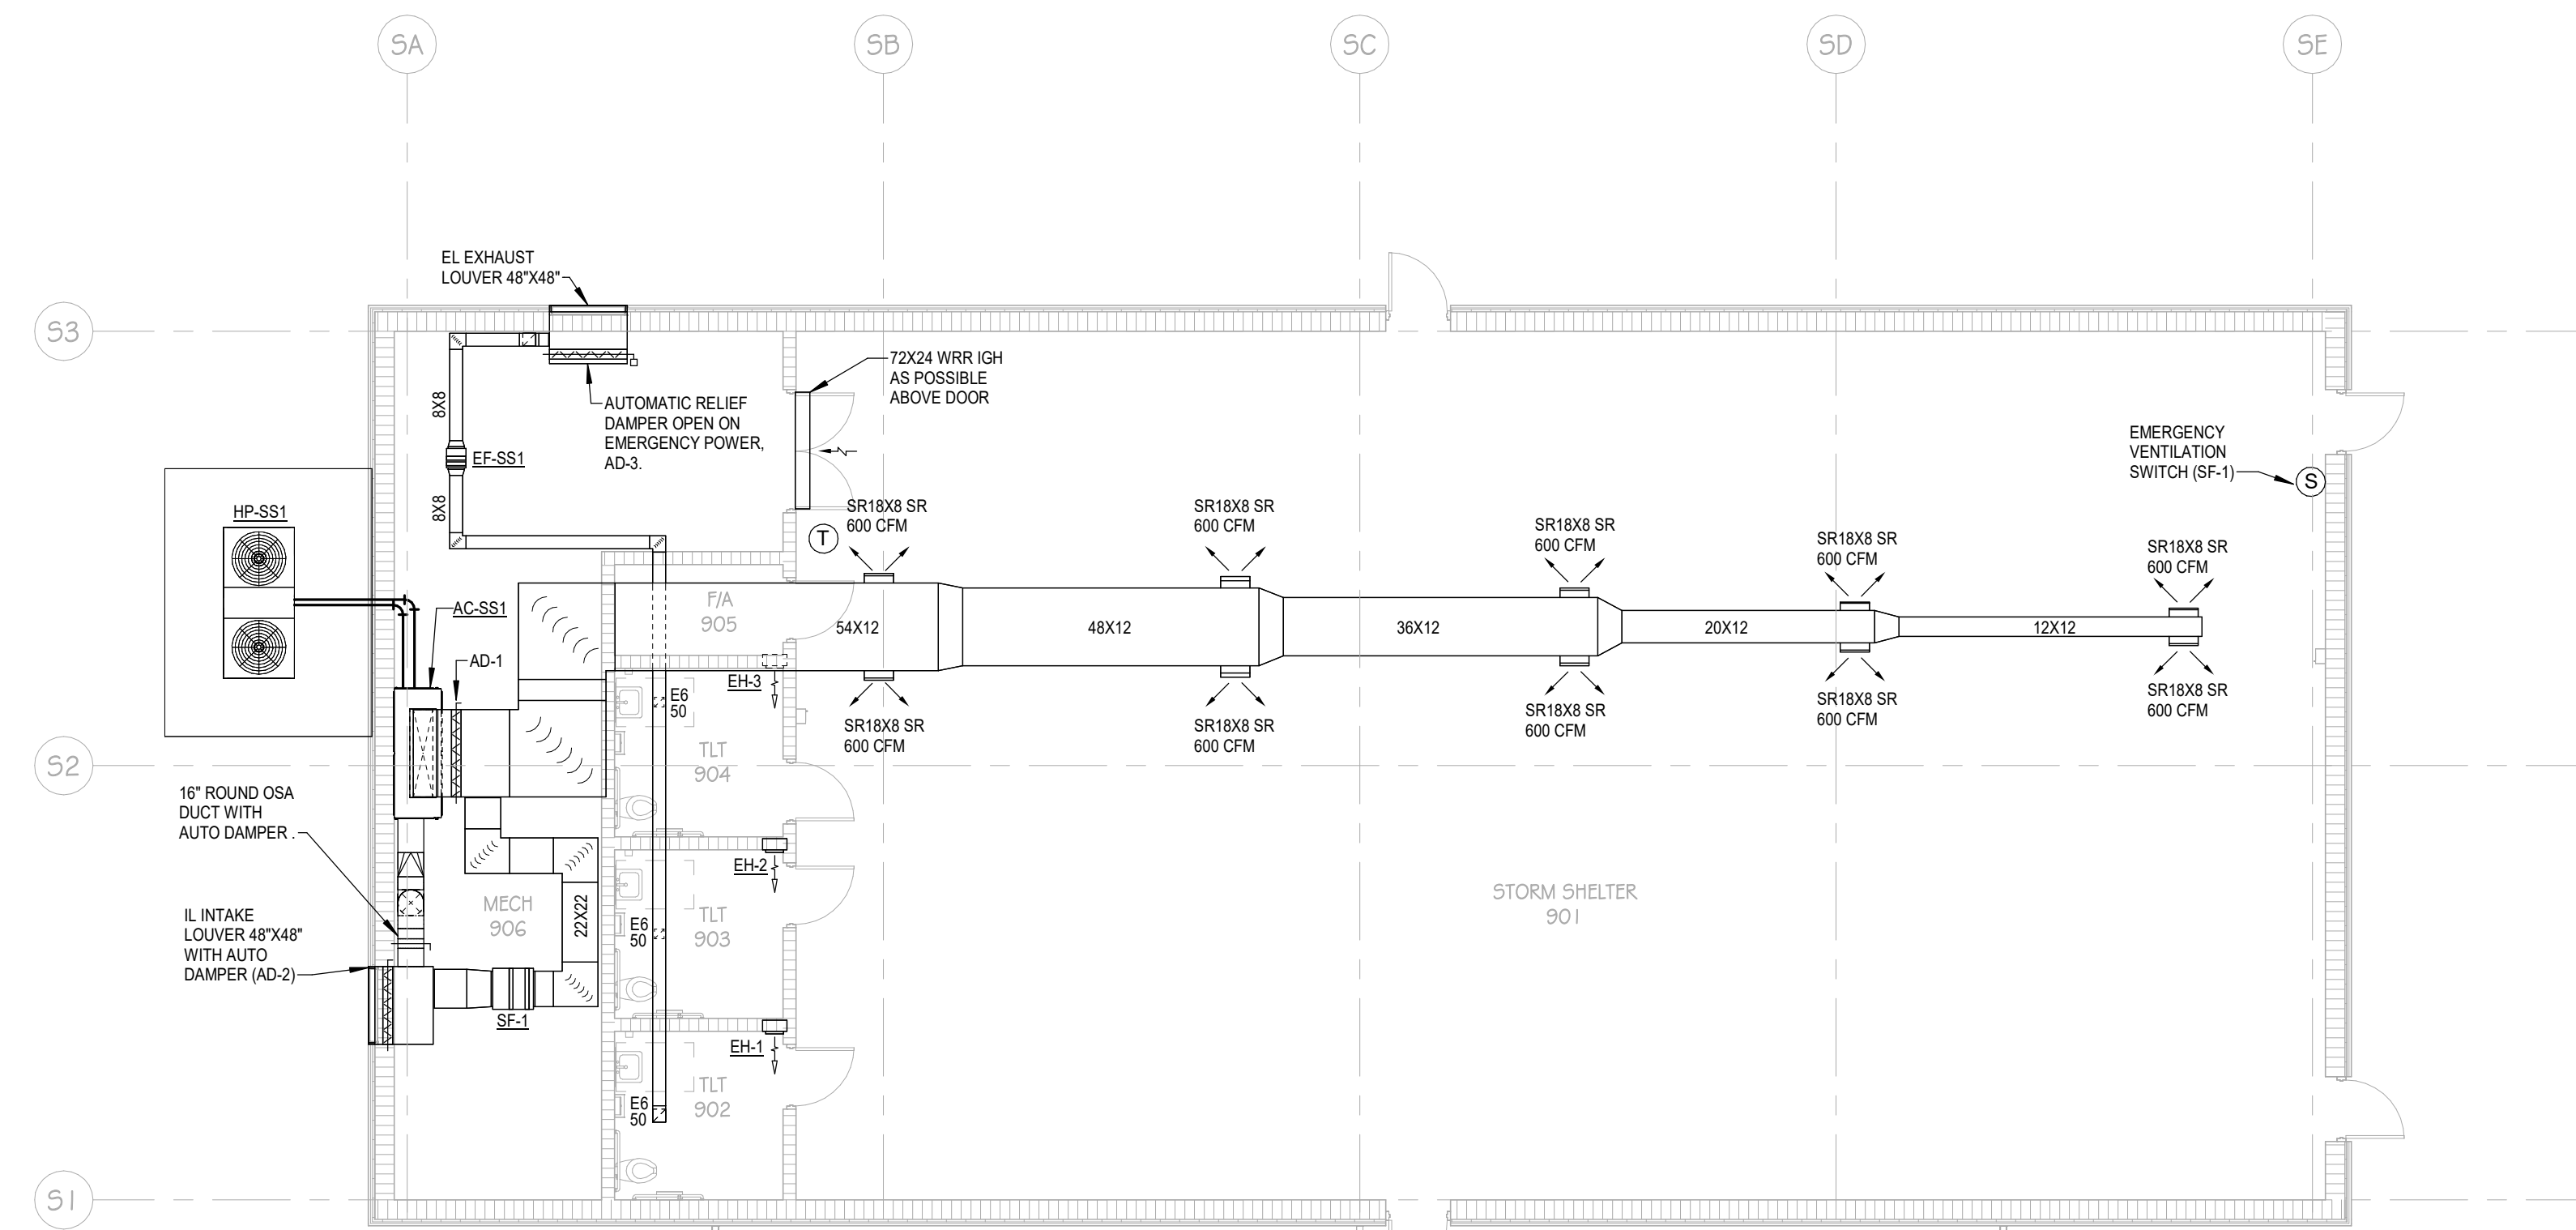 SA
SB
SC
SD
SE
EL EXHAUST
LOUVER 48"X48"
S3
72X24 WRR IGH
AS POSSIBLE
ABOVE DOOR
8X8
AUTOMATIC RELIEF
DAMPER OPEN ON
EMERGENCY POWER,
AD-3.
EF-SS1
EMERGENCY
VENTILATION
SWITCH (SF-1)
S
8X8
HP-SS1
T
SR18X8 SR
600 CFM
SR18X8 SR
600 CFM
SR18X8 SR
600 CFM
SR18X8 SR
600 CFM
SR18X8 SR
600 CFM
AC-SS1
F/A
905
54X12
48X12
36X12
20X12
12X12
AD-1
EH-3
E6
50
SR18X8 SR
600 CFM
SR18X8 SR
600 CFM
SR18X8 SR
600 CFM
SR18X8 SR
600 CFM
SR18X8 SR
600 CFM
TLT
904
S2
16" ROUND OSA
DUCT WITH
AUTO DAMPER .
EH-2
MECH
906
22X22
STORM SHELTER
901
IL INTAKE
LOUVER 48"X48"
WITH AUTO
DAMPER (AD-2)
E6
50
TLT
903
SF-1
EH-1
E6
50
TLT
902
S1